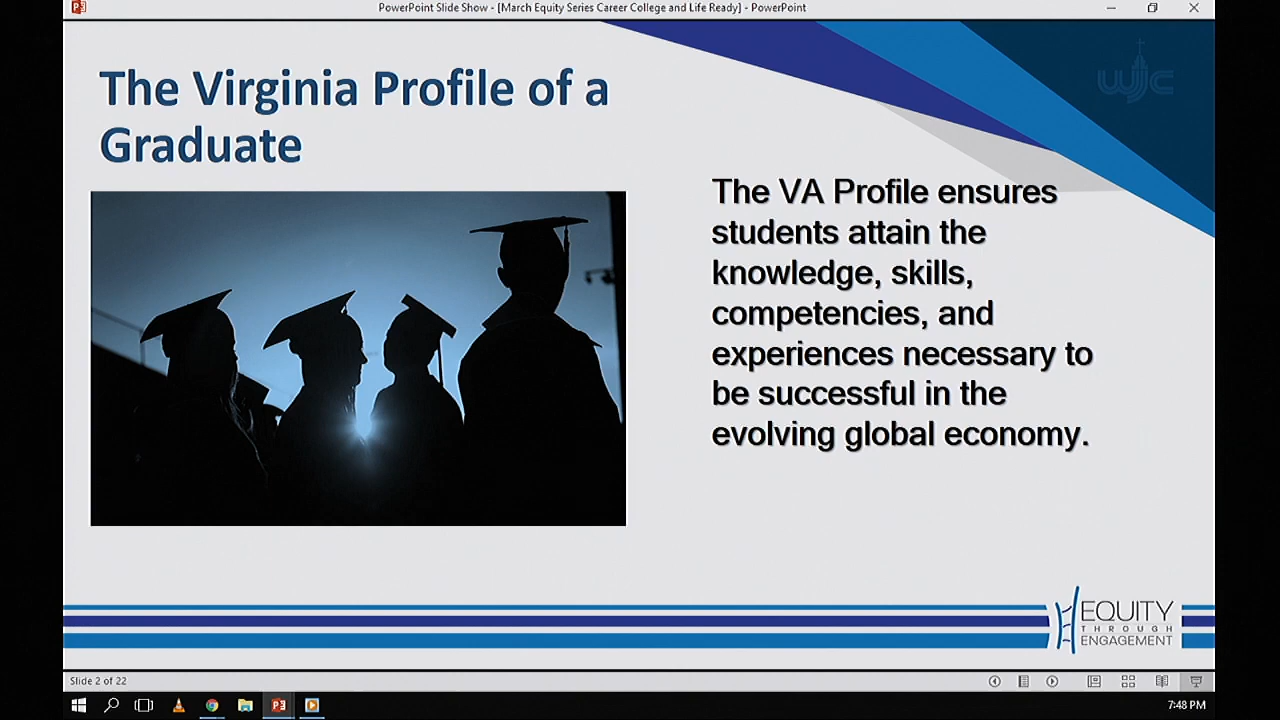 PowerPoint Slide Show - [March Equity Series Career College and Life Ready] - PowerPoint
The Virginia Profile of a
Graduate
WJC
The VA Profile ensures
students attain the
knowledge, skills,
competencies, and
experiences necessary to
be successful in the
evolving global economy.
EQUITY
THROUGH
ENGAGEMENT
Slide 2 of 22
7:48 PM